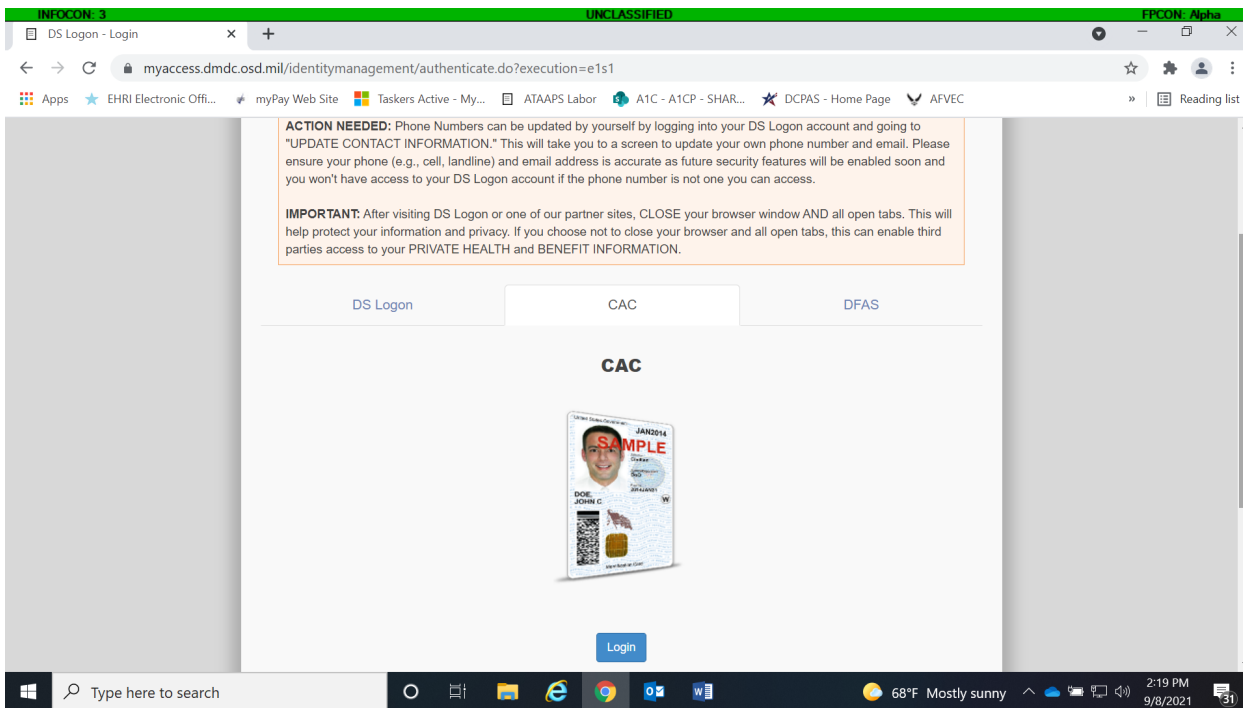 INFOCON: 3 UNCLASSIFIED FPCON: Alpha
DS Logon - Login
myaccess.dmdc.osd.mil/identitymanagement/authenticate.do?execution=e1s1
Apps EHRI Electronic Offi... myPay Web Site Taskers Active - My... ATAAPS Labor A1C - A1CP - SHAR... DCPAS - Home Page AFVEC » Reading list
ACTION NEEDED: Phone Numbers can be updated by yourself by logging into your DS Logon account and going to
"UPDATE CONTACT INFORMATION." This will take you to a screen to update your own phone number and email. Please
ensure your phone (e.g., cell, landline) and email address is accurate as future security features will be enabled soon and
you won't have access to your DS Logon account if the phone number is not one you can access.
IMPORTANT: After visiting DS Logon or one of our partner sites, CLOSE your browser window AND all open tabs. This will
help protect your information and privacy. If you choose not to close your browser and all open tabs, this can enable third
parties access to your PRIVATE HEALTH and BENEFIT INFORMATION.
DS Logon CAC DFAS
CAC
JAN2014
SAMPLE
DOE,
JOHN C
W
Login
Type here to search
68°F Mostly sunny
2:19 PM
9/8/2021
31